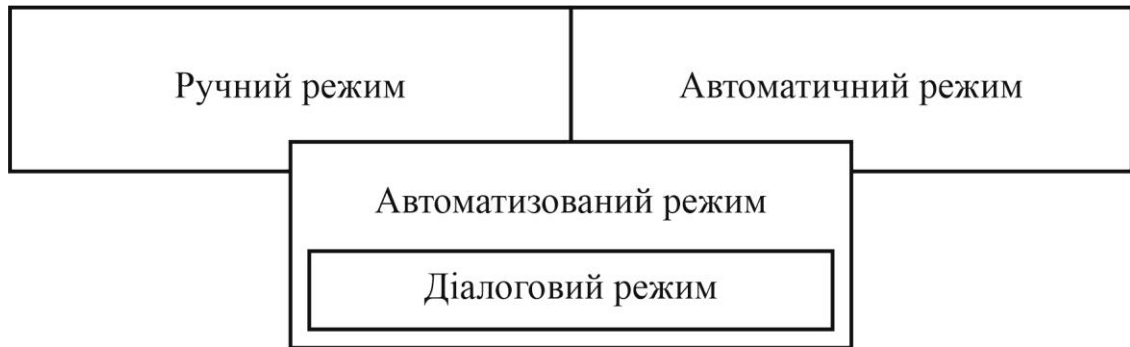 Ручний режим
Автоматичний режим
Автоматизований режим
Діалоговий режим